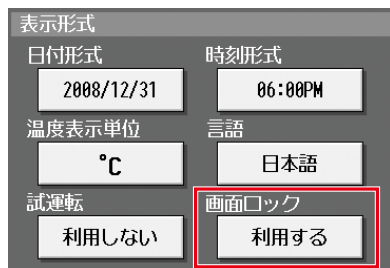 表示形式
日付形式 時刻形式
2008/12/31 06:00PM
温度表示単位 言語
℃ 日本語
試運転 画面ロック
利用しない 利用する